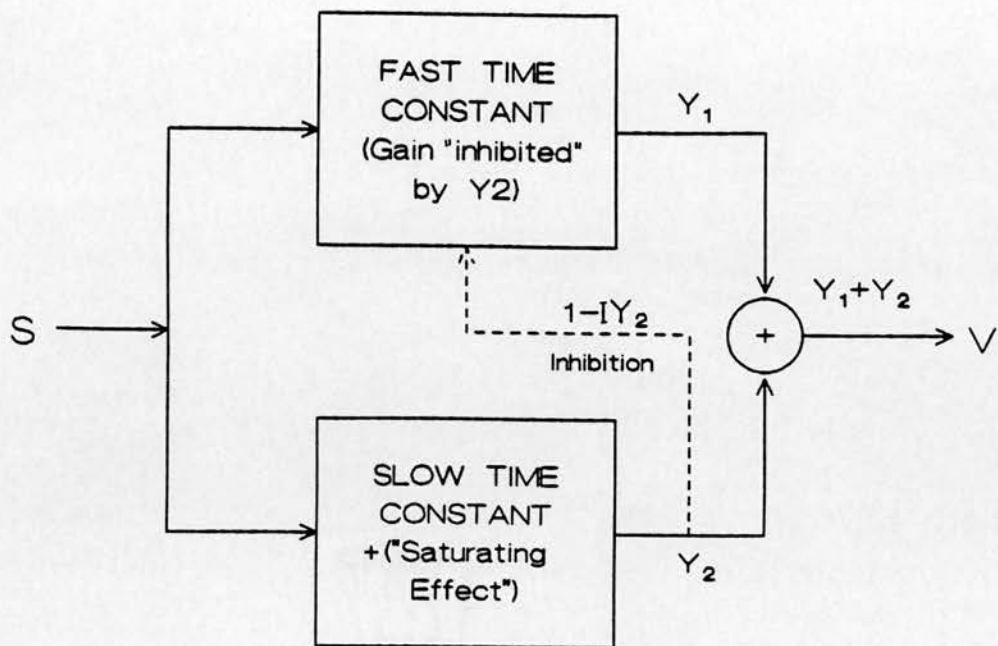 FAST TIME
CONSTANT
(Gain "inhibited"
by Y2)
Y₁
S
1-IY₂
Inhibition
+
Y₁+Y₂
V
SLOW TIME
CONSTANT
+("Saturating
Effect")
Y₂